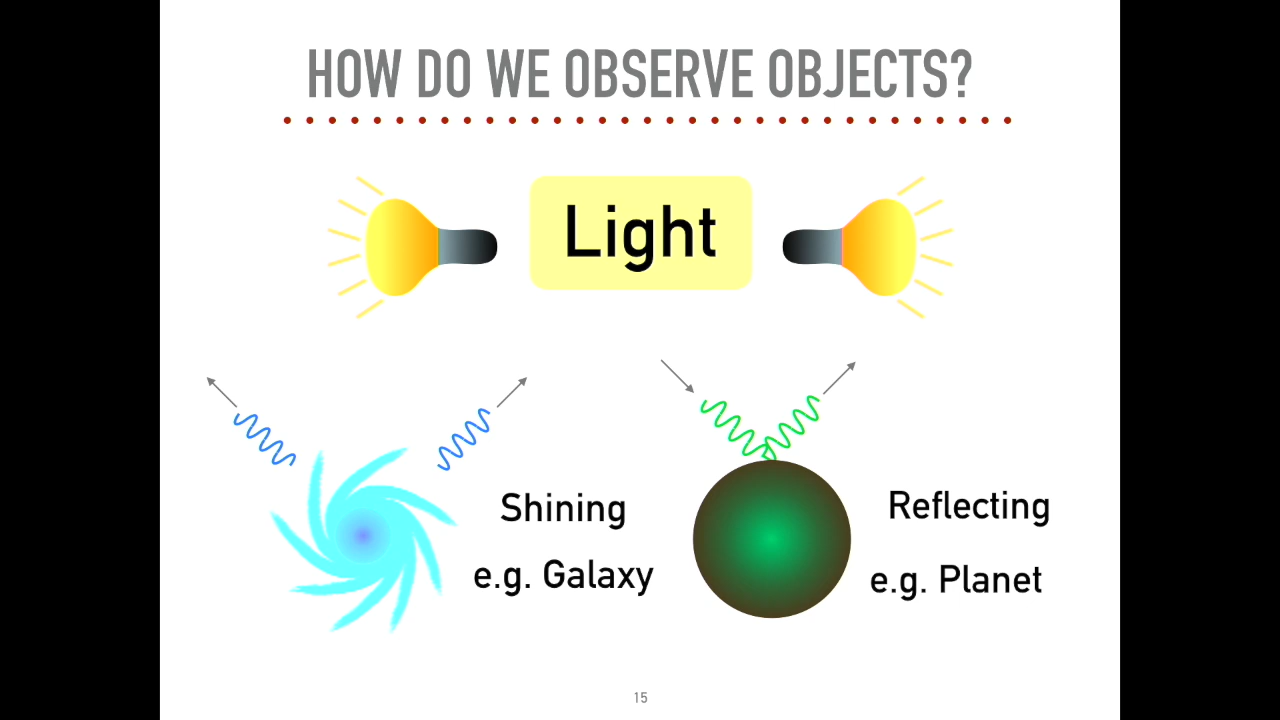 HOW DO WE OBSERVE OBJECTS?
Light
Shining
e.g. Galaxy
Reflecting
e.g. Planet
15